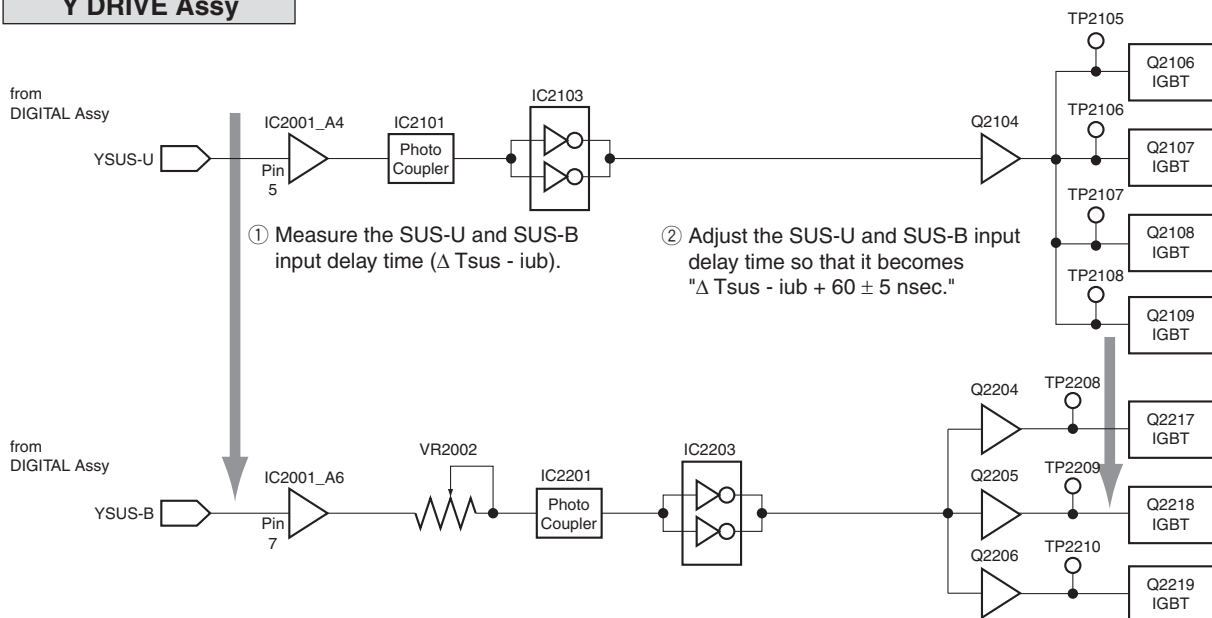 Y DRIVE Assy
from
DIGITAL Assy
YSUS-U
Pin
5
IC2001_A4
IC2101
Photo
Coupler
IC2103
Q2104
TP2105
Q2106
IGBT
TP2106
Q2107
IGBT
TP2107
Q2108
IGBT
TP2108
Q2109
IGBT
① Measure the SUS-U and SUS-B
input delay time (Δ Tsus - iub).
② Adjust the SUS-U and SUS-B input
delay time so that it becomes
"Δ Tsus - iub + 60 ± 5 nsec."
from
DIGITAL Assy
YSUS-B
Pin
7
IC2001_A6
VR2002
IC2201
Photo
Coupler
IC2203
Q2204
TP2208
Q2217
IGBT
Q2205
TP2209
Q2218
IGBT
Q2206
TP2210
Q2219
IGBT